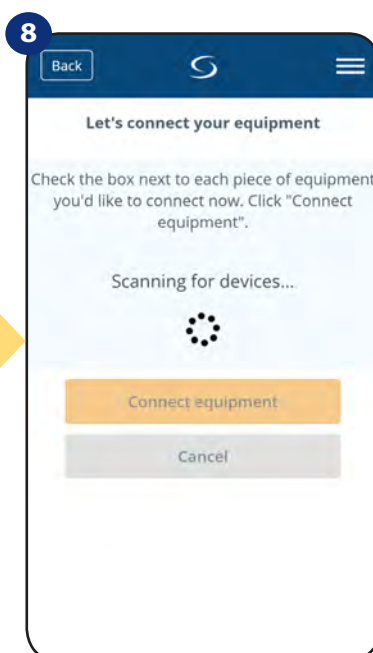 8
Back
Let's connect your equipment
Check the box next to each piece of equipment
you'd like to connect now. Click "Connect
equipment".
Scanning for devices...
Connect equipment
Cancel